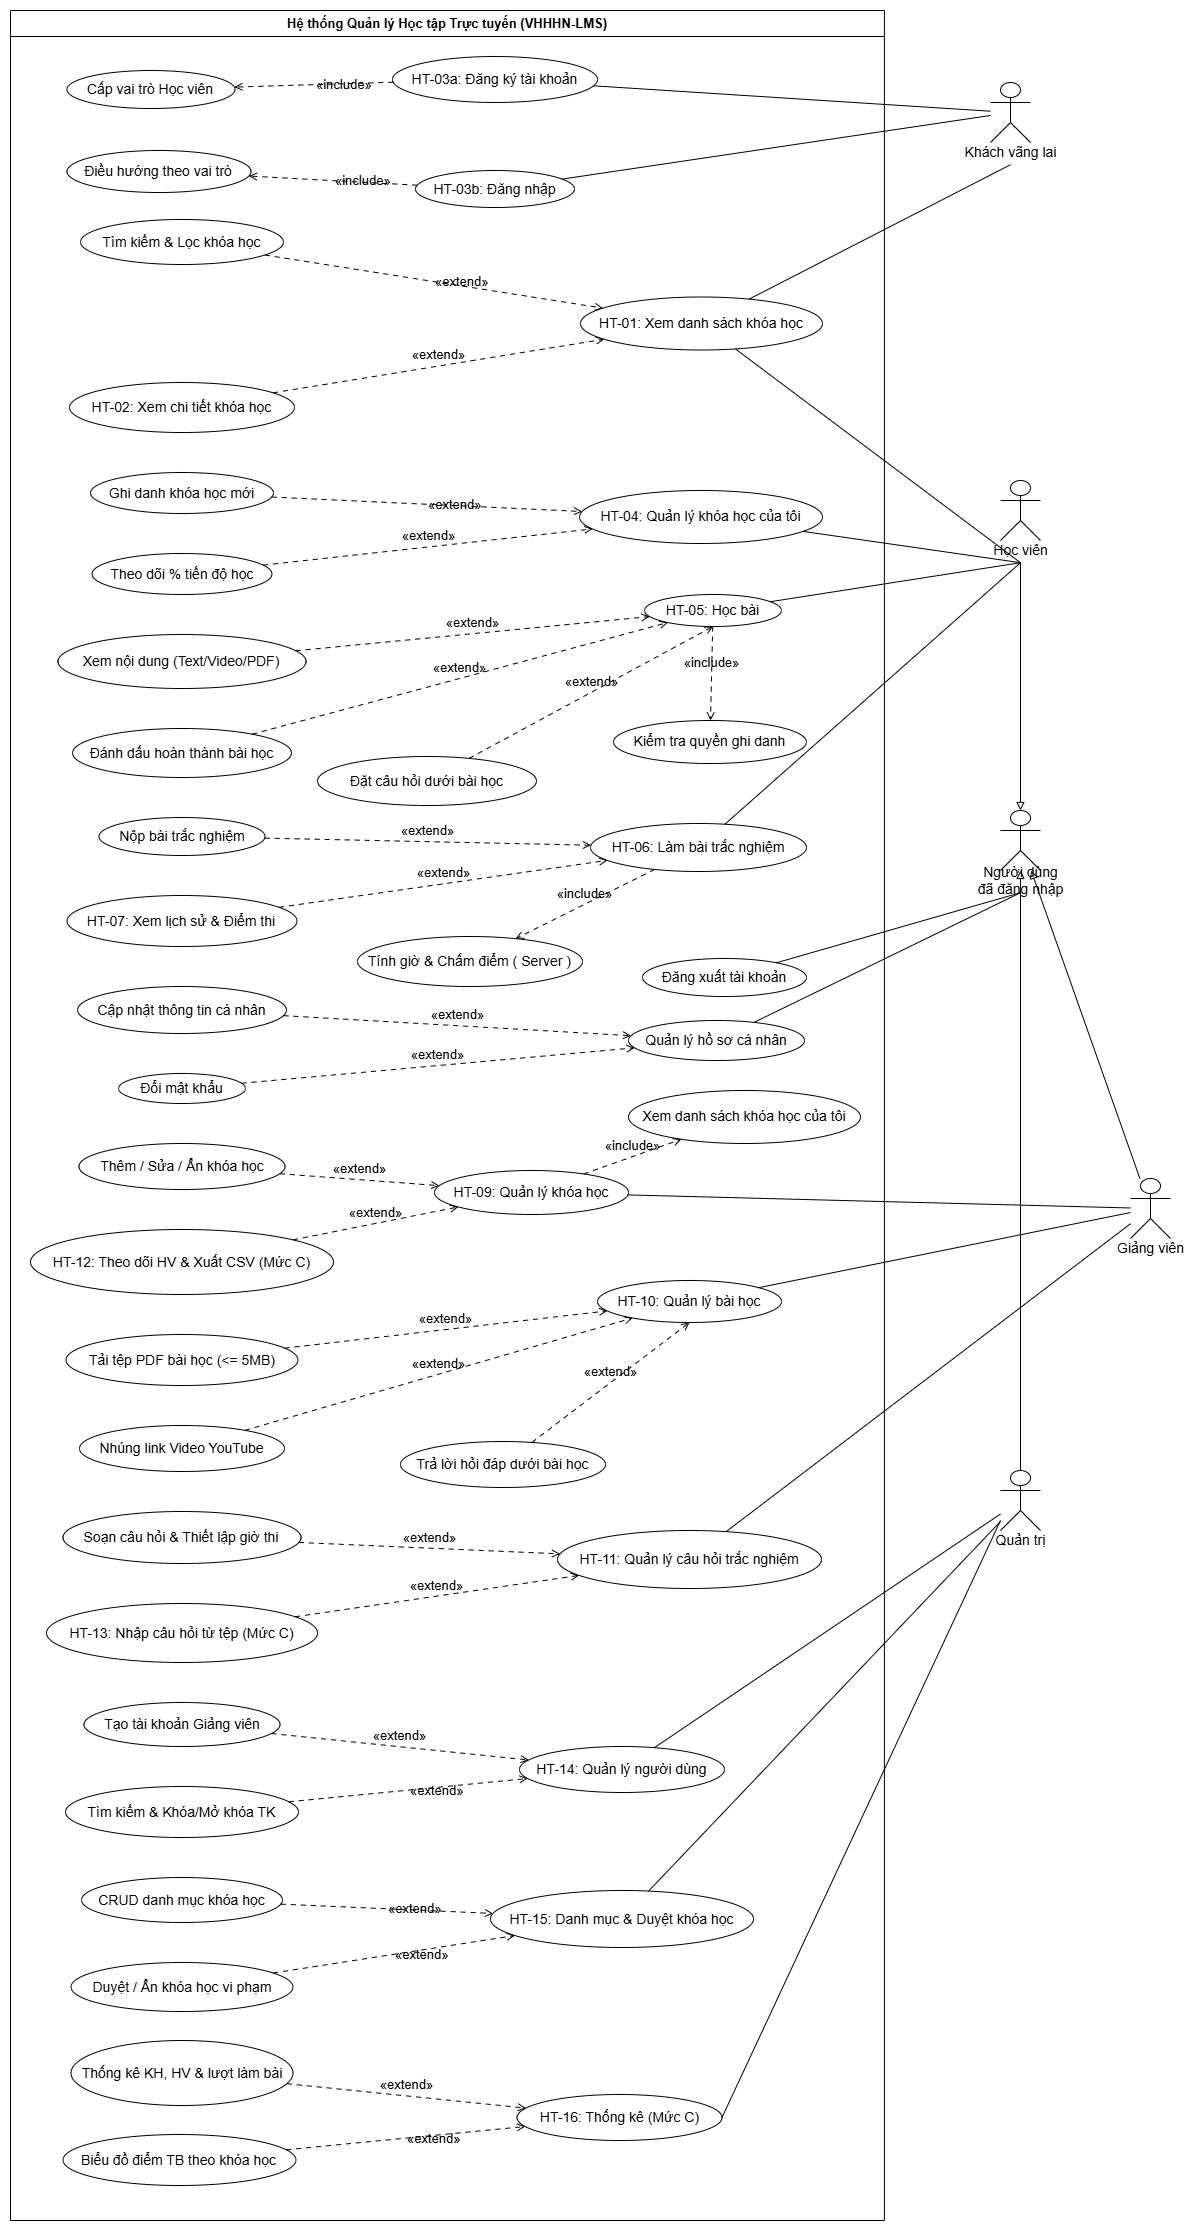 Hệ thống Quản lý Học tập Trực tuyến (VHHHN-LMS)
Cấp vai trò Học viên
«include»
HT-03a: Đăng ký tài khoản
Khách vãng lai
Điều hướng theo vai trò
«include»
HT-03b: Đăng nhập
Tìm kiếm & Lọc khóa học
«extend»
HT-01: Xem danh sách khóa học
«extend»
HT-02: Xem chi tiết khóa học
Ghi danh khóa học mới
«extend»
HT-04: Quản lý khóa học của tôi
«extend»
Học viên
Theo dõi % tiến độ học
HT-05: Học bài
«extend»
Xem nội dung (Text/Video/PDF)
«extend»
«include»
«extend»
Đánh dấu hoàn thành bài học
Kiểm tra quyền ghi danh
Đặt câu hỏi dưới bài học
Nộp bài trắc nghiệm
«extend»
HT-06: Làm bài trắc nghiệm
«extend»
Người dùng
đã đăng nhập
«include»
HT-07: Xem lịch sử & Điểm thi
Tính giờ & Chấm điểm ( Server )
Đăng xuất tài khoản
Cập nhật thông tin cá nhân
«extend»
Quản lý hồ sơ cá nhân
«extend»
Đổi mật khẩu
Xem danh sách khóa học của tôi
«include»
Thêm / Sửa / Ẩn khóa học
«extend»
HT-09: Quản lý khóa học
«extend»
Giảng viên
HT-12: Theo dõi HV & Xuất CSV (Mức C)
HT-10: Quản lý bài học
«extend»
Tải tệp PDF bài học (<= 5MB)
«extend»
«extend»
Nhúng link Video YouTube
Trả lời hỏi đáp dưới bài học
Soạn câu hỏi & Thiết lập giờ thi
«extend»
Quản trị
HT-11: Quản lý câu hỏi trắc nghiệm
«extend»
HT-13: Nhập câu hỏi từ tệp (Mức C)
Tạo tài khoản Giảng viên
«extend»
HT-14: Quản lý người dùng
«extend»
Tìm kiếm & Khóa/Mở khóa TK
CRUD danh mục khóa học
«extend»
HT-15: Danh mục & Duyệt khóa học
«extend»
Duyệt / Ẩn khóa học vi phạm
Thống kê KH, HV & lượt làm bài
«extend»
HT-16: Thống kê (Mức C)
«extend»
Biểu đồ điểm TB theo khóa học